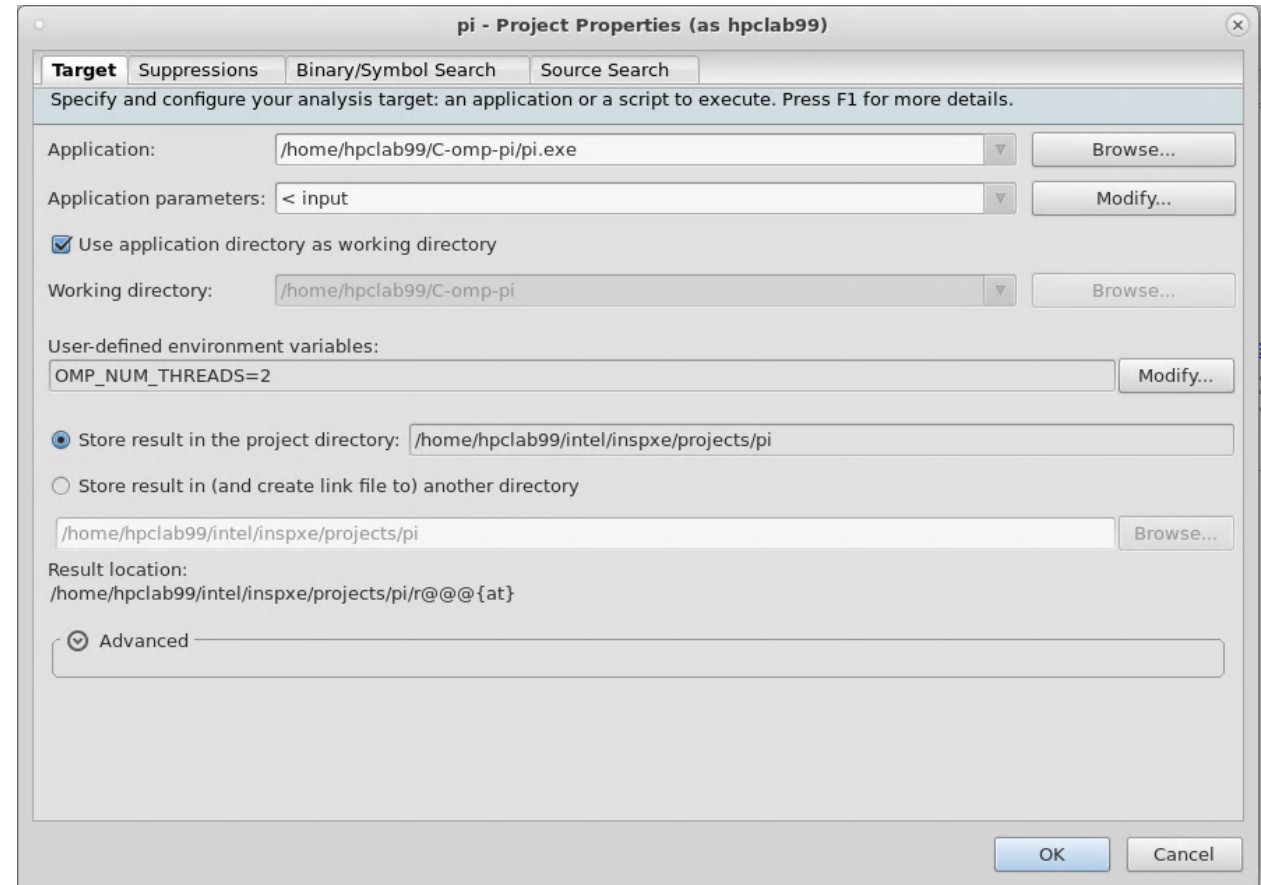 pi - Project Properties (as hpclab99)
Target Suppressions Binary/Symbol Search Source Search
Specify and configure your analysis target: an application or a script to execute. Press F1 for more details.
Application: /home/hpclab99/C-omp-pi/pi.exe Browse...
Application parameters: < input Modify...
Use application directory as working directory
Working directory: /home/hpclab99/C-omp-pi Browse...
User-defined environment variables:
OMP_NUM_THREADS=2 Modify...
Store result in the project directory: /home/hpclab99/intel/inspxe/projects/pi
Store result in (and create link file to) another directory
/home/hpclab99/intel/inspxe/projects/pi Browse...
Result location:
/home/hpclab99/intel/inspxe/projects/pi/r@@@{at}
Advanced
OK Cancel